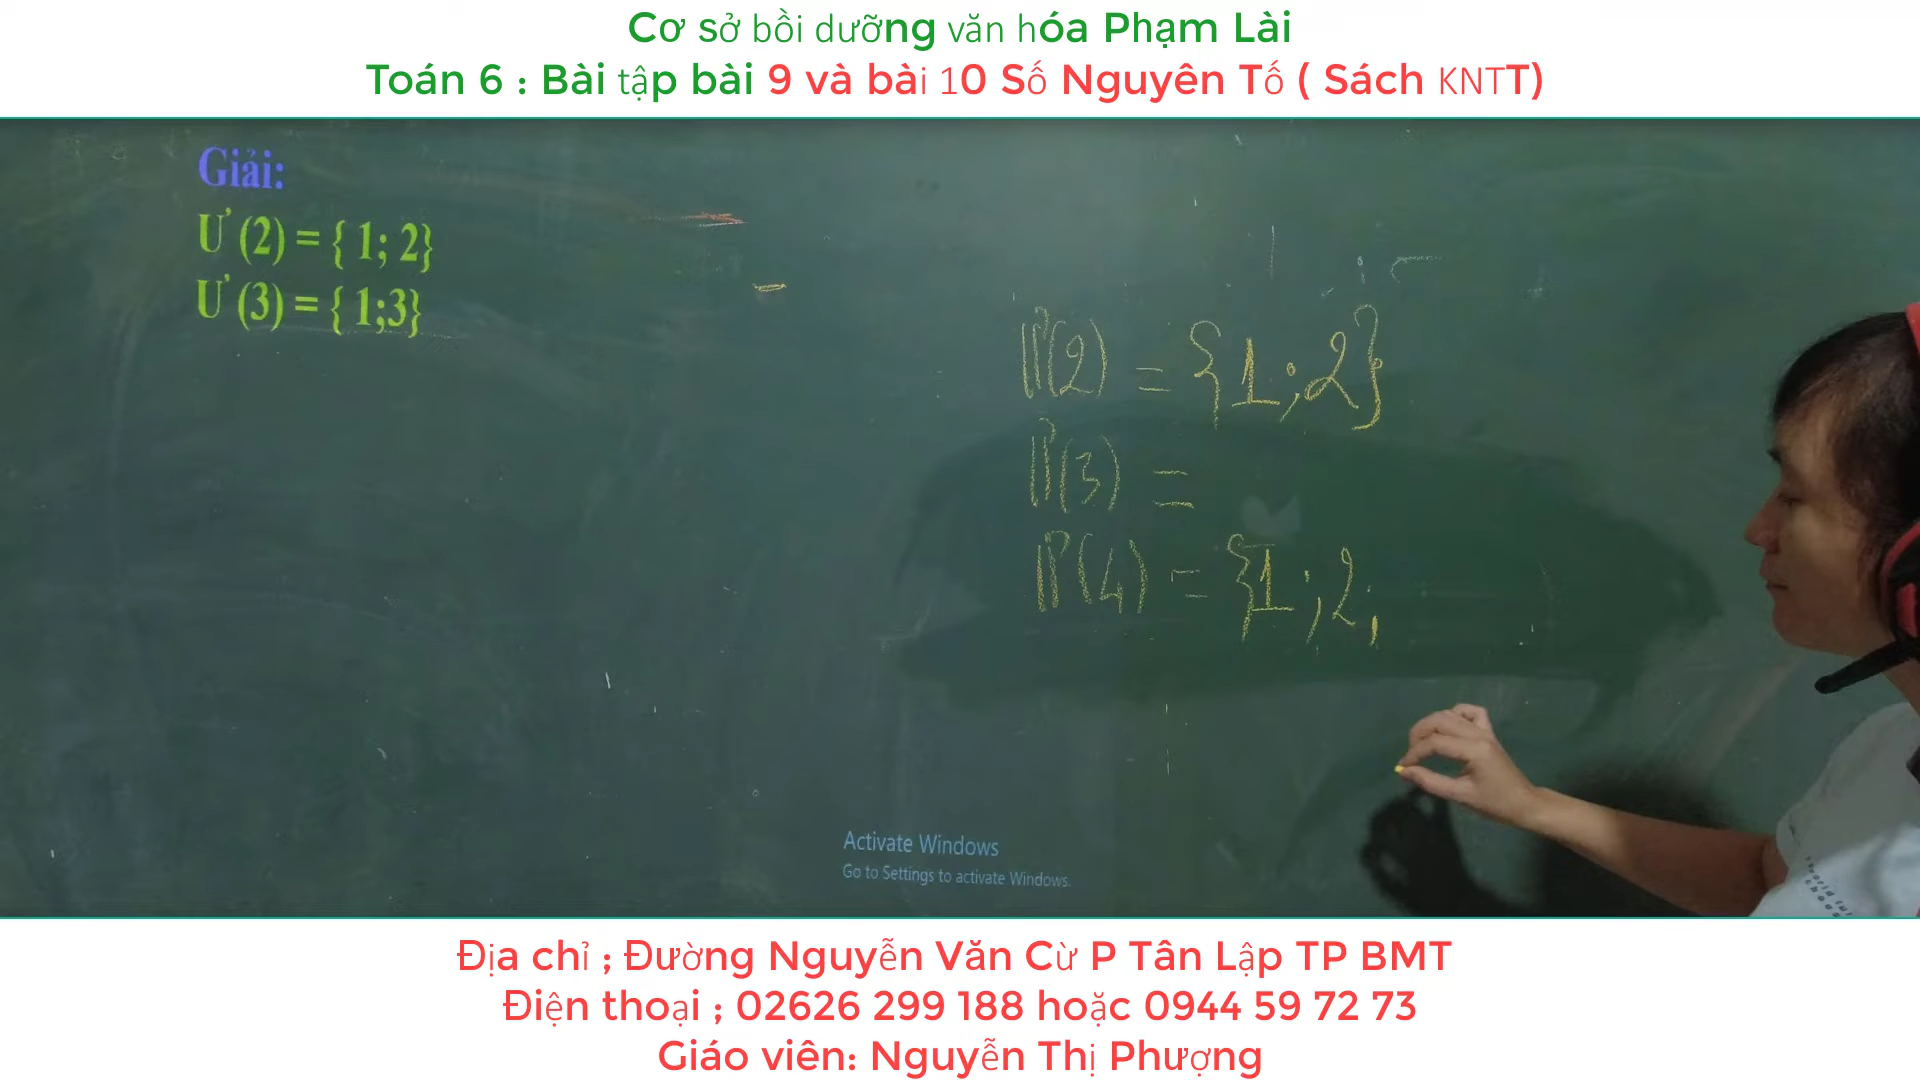 Cơ sở bồi dưỡng văn hóa Phạm Lài
Toán 6 : Bài tập bài 9 và bài 10 Số Nguyên Tố ( Sách KNTT)
Giải:
Ư (2) = { 1; 2}
Ư (3) = { 1;3}
Ư(2) = {1;2}
Ư(3) =
Ư(4) = {1;2;
Activate Windows
Go to Settings to activate Windows.
Địa chỉ ; Đường Nguyễn Văn Cừ P Tân Lập TP BMT
Điện thoại ; 02626 299 188 hoặc 0944 59 72 73
Giáo viên: Nguyễn Thị Phượng